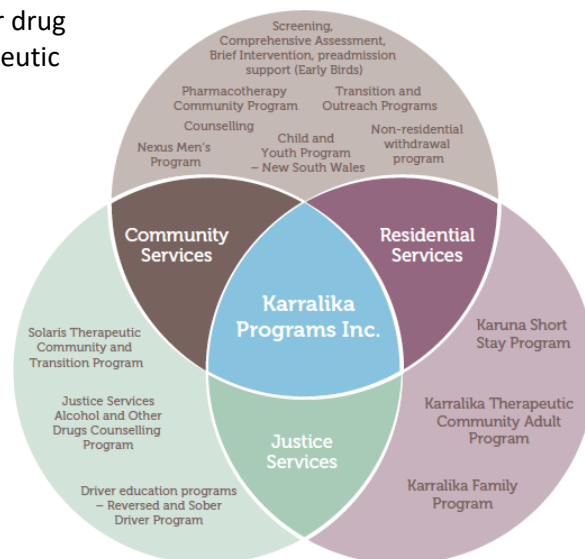 r drug
eutic
Screening,
Comprehensive Assessment,
Brief Intervention, preadmission
support (Early Birds)
Pharmacotherapy
Community Program
Transition and
Outreach Programs
Counselling
Nexus Men's
Program
Child and
Youth Program
– New South Wales
Non-residential
withdrawal
program
Community
Services
Residential
Services
Karralika
Programs Inc.
Solaris Therapeutic
Community and
Transition Program
Justice Services
Alcohol and Other
Drugs Counselling
Program
Driver education programs
– Reversed and Sober
Driver Program
Justice
Services
Karuna Short
Stay Program
Karralika Therapeutic
Community Adult
Program
Karralika Family
Program